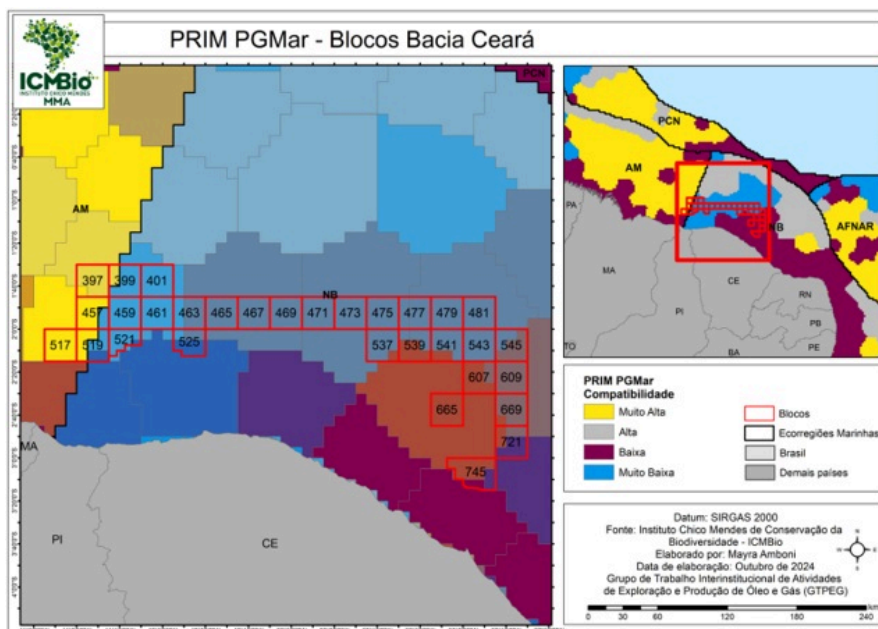 PRIM PGMar - Blocos Bacia Ceará
ICMBio
INSTITUTO CHICO MENDES
MMA
PCN
AM
NB
397 399 401
457 459 461 463 465 467 469 471 473 475 477 479 481
517 519 521 525 537 539 541 543 545
607 609
665 669
721
745
MA
PI
CE
PCN
AM
PA
NB
AFNAR
MA
CE
PI
RN
PB
PE
TO
BA
PRIM PGMar
Compatibilidade
Muito Alta
Alta
Baixa
Muito Baixa
Blocos
Ecorregiões Marinhas
Brasil
Demais países
Datum: SIRGAS 2000
Fonte: Instituto Chico Mendes de Conservação da
Biodiversidade - ICMBio
Elaborado por: Mayra Amboni
Data de elaboração: Outubro de 2024
Grupo de Trabalho Interinstitucional de Atividades
de Exploração e Produção de Óleo e Gás (GTPEG)
N
S
0 30 60 120 180 240
km